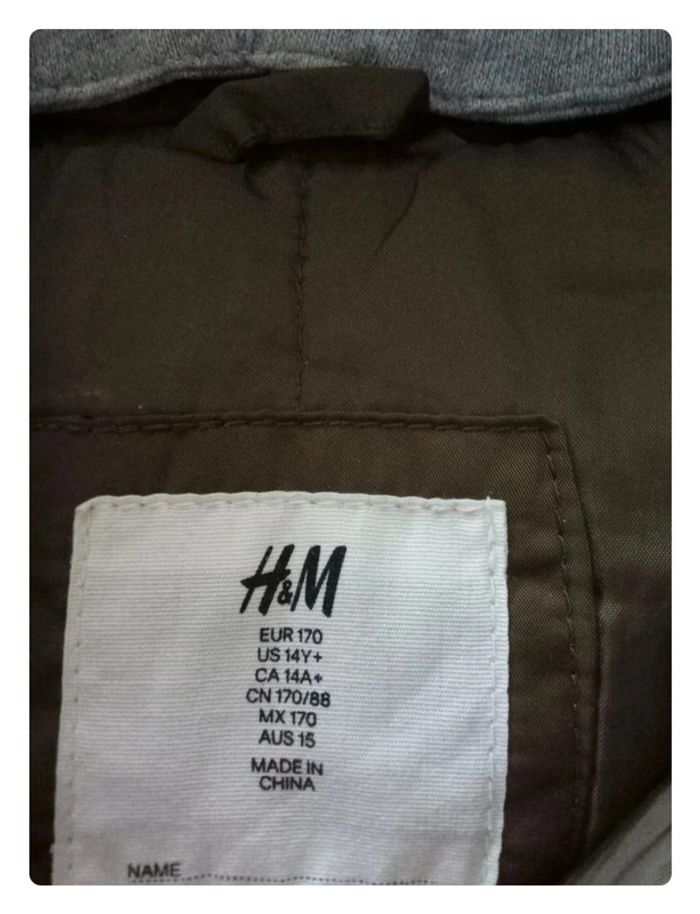 H&M
EUR 170
US 14Y+
CA 14A+
CN 170/88
MX 170
AUS 15
MADE IN
CHINA
NAME